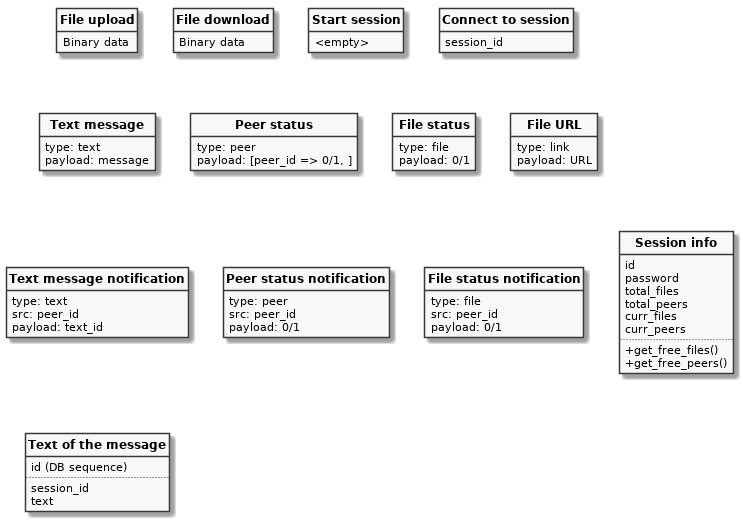 File upload
Binary data
File download
Binary data
Start session
<empty>
Connect to session
session_id
Text message
type: text
payload: message
Peer status
type: peer
payload: [peer_id => 0/1, ]
File status
type: file
payload: 0/1
File URL
type: link
payload: URL
Text message notification
type: text
src: peer_id
payload: text_id
Peer status notification
type: peer
src: peer_id
payload: 0/1
File status notification
type: file
src: peer_id
payload: 0/1
Session info
id
password
total_files
total_peers
curr_files
curr_peers
+get_free_files()
+get_free_peers()
Text of the message
id (DB sequence)
session_id
text